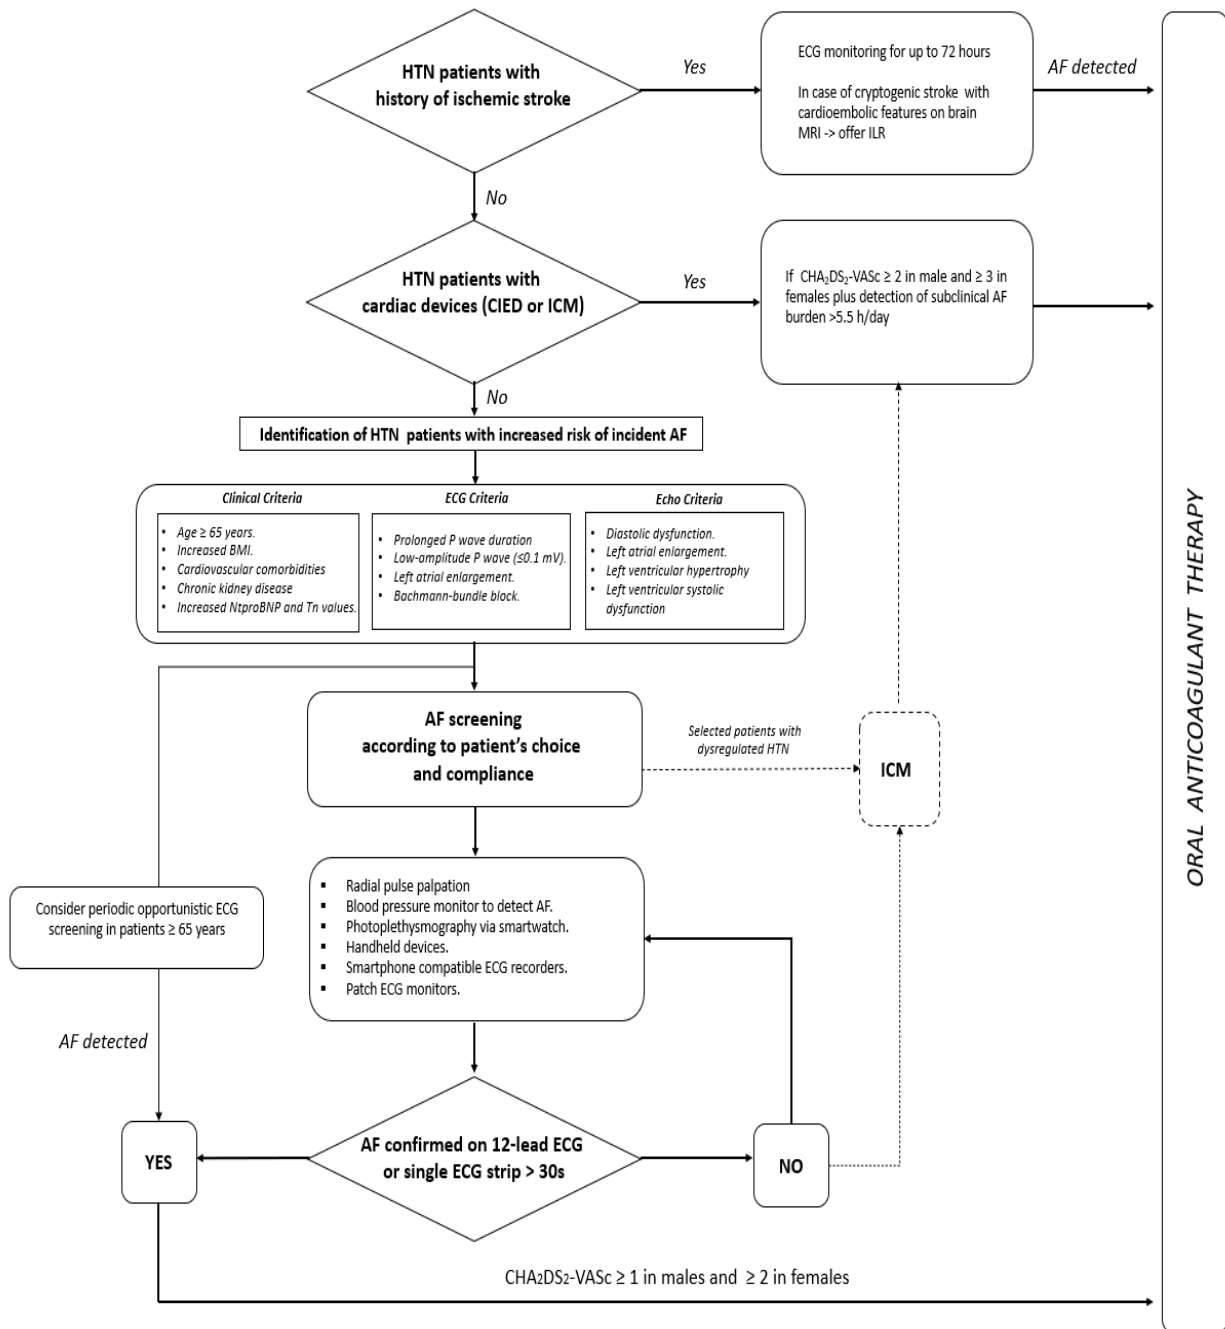 HTN patients with
history of ischemic stroke
Yes
ECG monitoring for up to 72 hours
In case of cryptogenic stroke with
cardioembolic features on brain
MRI -> offer ILR
AF detected
No
HTN patients with
cardiac devices (CIED or ICM)
Yes
If CHA₂DS₂-VASc ≥ 2 in male and ≥ 3 in
females plus detection of subclinical AF
burden >5.5 h/day
No
Identification of HTN patients with increased risk of incident AF
Clinical Criteria
• Age ≥ 65 years.
• Increased BMI.
• Cardiovascular comorbidities
• Chronic kidney disease
• Increased NtproBNP and Tn values.
ECG Criteria
• Prolonged P wave duration
• Low-amplitude P wave (≤0.1 mV).
• Left atrial enlargement.
• Bachmann-bundle block.
Echo Criteria
• Diastolic dysfunction.
• Left atrial enlargement.
• Left ventricular hypertrophy
• Left ventricular systolic
dysfunction
AF screening
according to patient's choice
and compliance
Selected patients with
dysregulated HTN
ICM
Consider periodic opportunistic ECG
screening in patients ≥ 65 years
▪ Radial pulse palpation
▪ Blood pressure monitor to detect AF.
▪ Photoplethysmography via smartwatch.
▪ Handheld devices.
▪ Smartphone compatible ECG recorders.
▪ Patch ECG monitors.
AF detected
YES
AF confirmed on 12-lead ECG
or single ECG strip > 30s
NO
CHA₂DS₂-VASc ≥ 1 in males and ≥ 2 in females
ORAL ANTICOAGULANT THERAPY